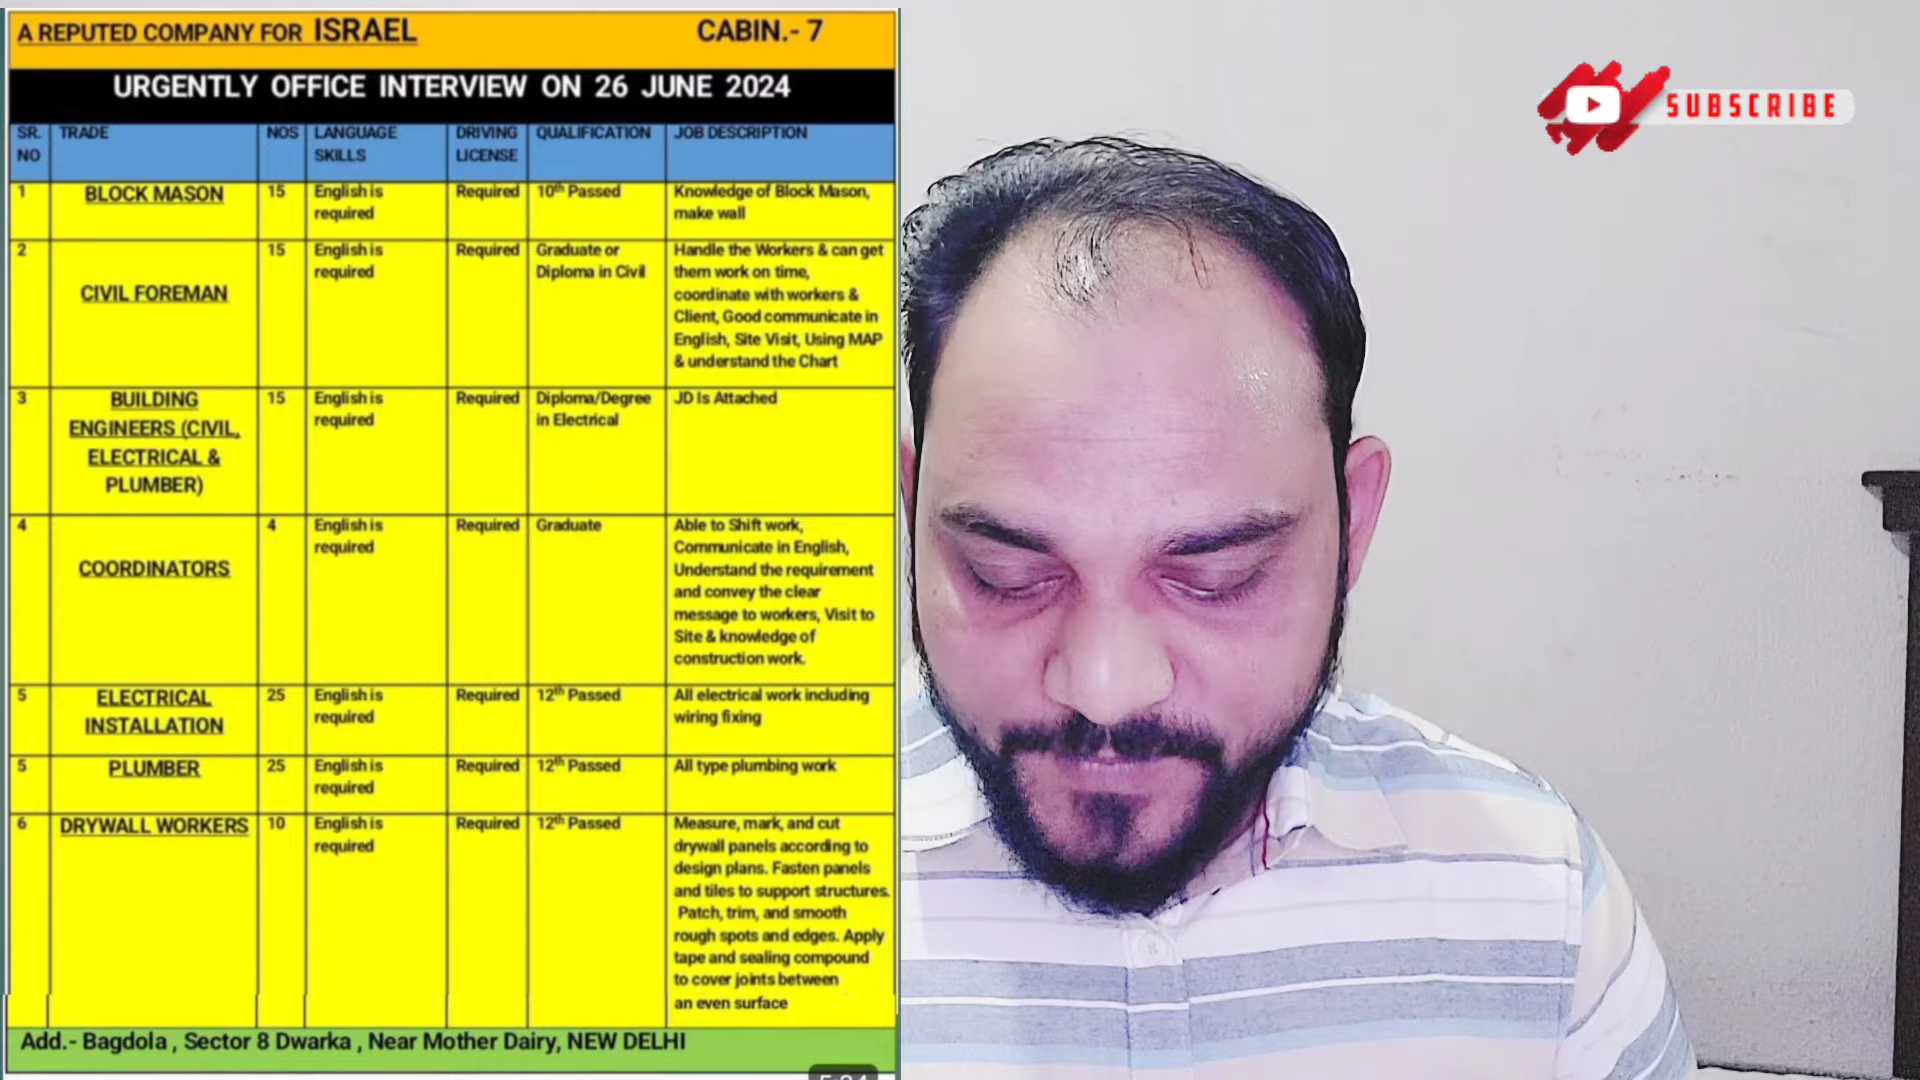 A REPUTED COMPANY FOR ISRAEL CABIN.- 7
URGENTLY OFFICE INTERVIEW ON 26 JUNE 2024
SR. NO TRADE NOS LANGUAGE SKILLS DRIVING LICENSE QUALIFICATION JOB DESCRIPTION
1 BLOCK MASON 15 English is required Required 10th Passed Knowledge of Block Mason, make wall
2 CIVIL FOREMAN 15 English is required Required Graduate or Diploma in Civil Handle the Workers & can get them work on time, coordinate with workers & Client, Good communicate in English, Site Visit, Using MAP & understand the Chart
3 BUILDING ENGINEERS (CIVIL, ELECTRICAL & PLUMBER) 15 English is required Required Diploma/Degree in Electrical JD Is Attached
4 COORDINATORS 4 English is required Required Graduate Able to Shift work, Communicate in English, Understand the requirement and convey the clear message to workers, Visit to Site & knowledge of construction work.
5 ELECTRICAL INSTALLATION 25 English is required Required 12th Passed All electrical work including wiring fixing
5 PLUMBER 25 English is required Required 12th Passed All type plumbing work
6 DRYWALL WORKERS 10 English is required Required 12th Passed Measure, mark, and cut drywall panels according to design plans. Fasten panels and tiles to support structures. Patch, trim, and smooth rough spots and edges. Apply tape and sealing compound to cover joints between an even surface
Add.- Bagdola , Sector 8 Dwarka , Near Mother Dairy, NEW DELHI
SUBSCRIBE